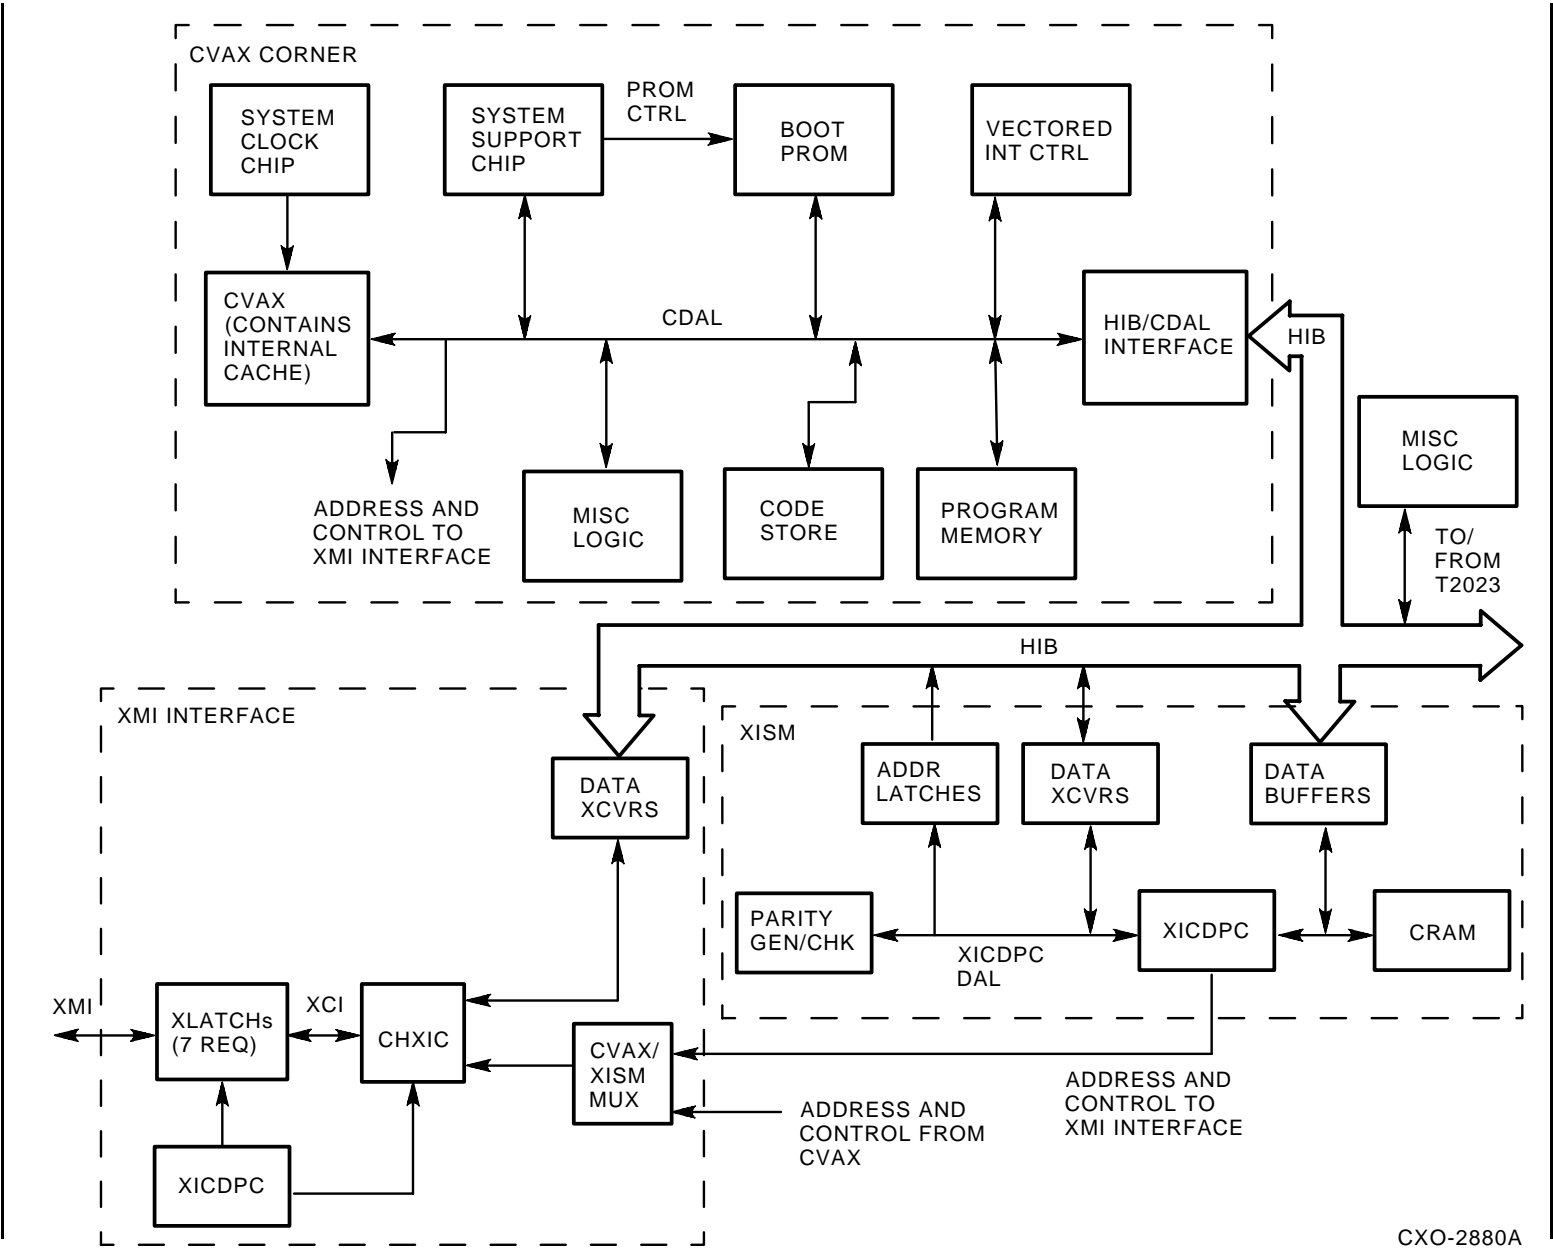 CVAX CORNER
SYSTEM
CLOCK
CHIP
SYSTEM
SUPPORT
CHIP
PROM
CTRL
BOOT
PROM
VECTORED
INT CTRL
CVAX
(CONTAINS
INTERNAL
CACHE)
CDAL
HIB/CDAL
INTERFACE
HIB
MISC
LOGIC
ADDRESS AND
CONTROL TO
XMI INTERFACE
MISC
LOGIC
CODE
STORE
PROGRAM
MEMORY
TO/
FROM
T2023
HIB
XMI INTERFACE
XISM
DATA
XCVRS
ADDR
LATCHES
DATA
XCVRS
DATA
BUFFERS
PARITY
GEN/CHK
XICDPC
DAL
XICDPC
CRAM
XMI
XLATCHs
(7 REQ)
XCI
CHXIC
CVAX/
XISM
MUX
ADDRESS AND
CONTROL TO
XMI INTERFACE
ADDRESS AND
CONTROL FROM
CVAX
XICDPC
CXO-2880A